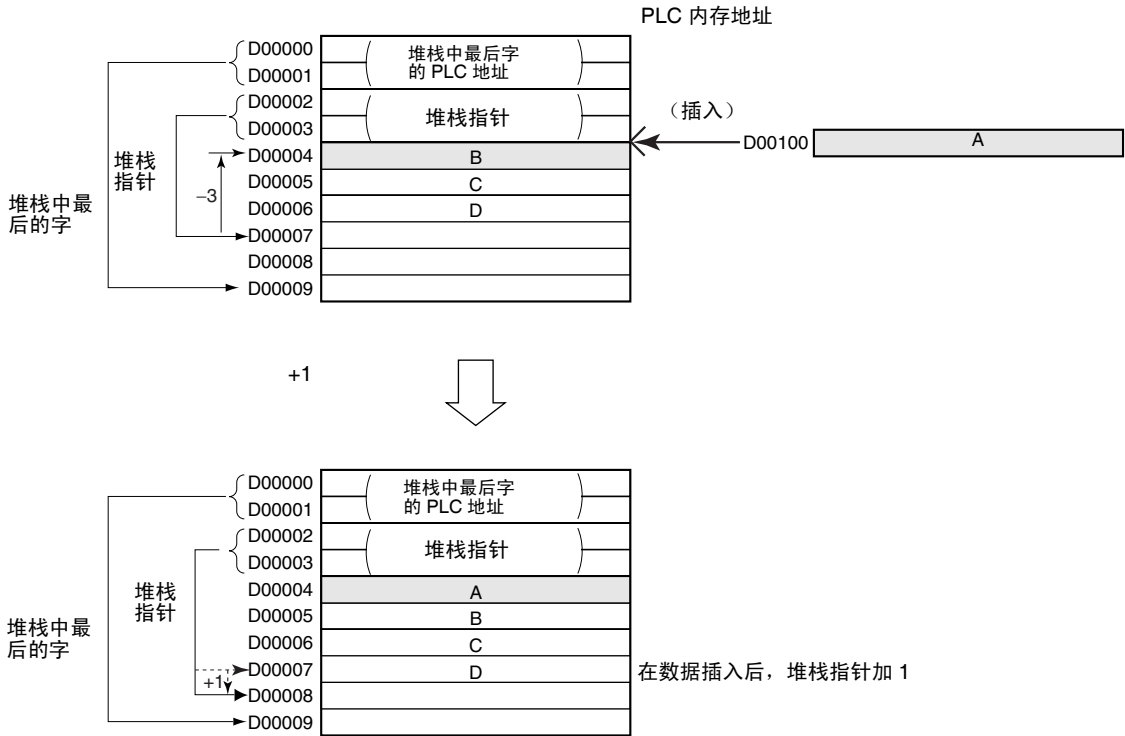 PLC 内存地址
D00000
堆栈中最后字
D00001
的 PLC 地址
D00002
堆栈指针
D00003
（插入）
D00100
A
D00004
B
D00005
C
D00006
D
D00007
D00008
D00009
堆栈
指针
−3
堆栈中最
后的字
+1
D00000
堆栈中最后字
D00001
的 PLC 地址
D00002
堆栈指针
D00003
D00004
A
D00005
B
D00006
C
D00007
D
在数据插入后，堆栈指针加 1
D00008
D00009
堆栈
指针
+1
堆栈中最
后的字